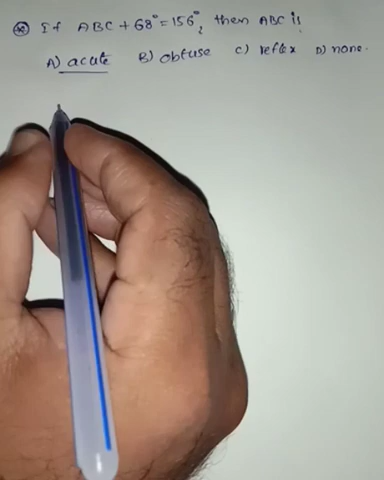 If ABC + 68° = 156°, then ABC is
A) acute B) obtuse C) reflex D) none.